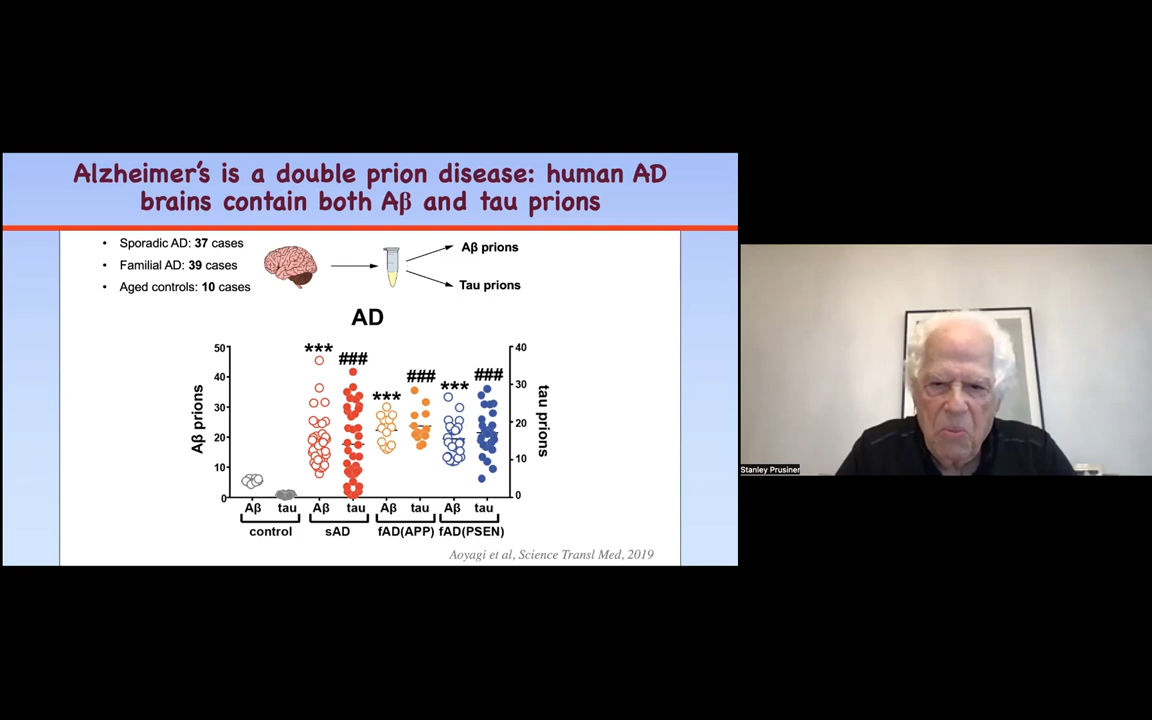 Alzheimer's is a double prion disease: human AD
brains contain both Aβ and tau prions
• Sporadic AD: 37 cases
• Familial AD: 39 cases
• Aged controls: 10 cases
Aβ prions
Tau prions
AD
50
40
30
20
10
0
Aβ prions
40
30
20
10
0
tau prions
*** ### *** ### *** ###
Aβ tau Aβ tau Aβ tau Aβ tau
control sAD fAD(APP) fAD(PSEN)
Aoyagi et al, Science Transl Med, 2019
Stanley Prusiner